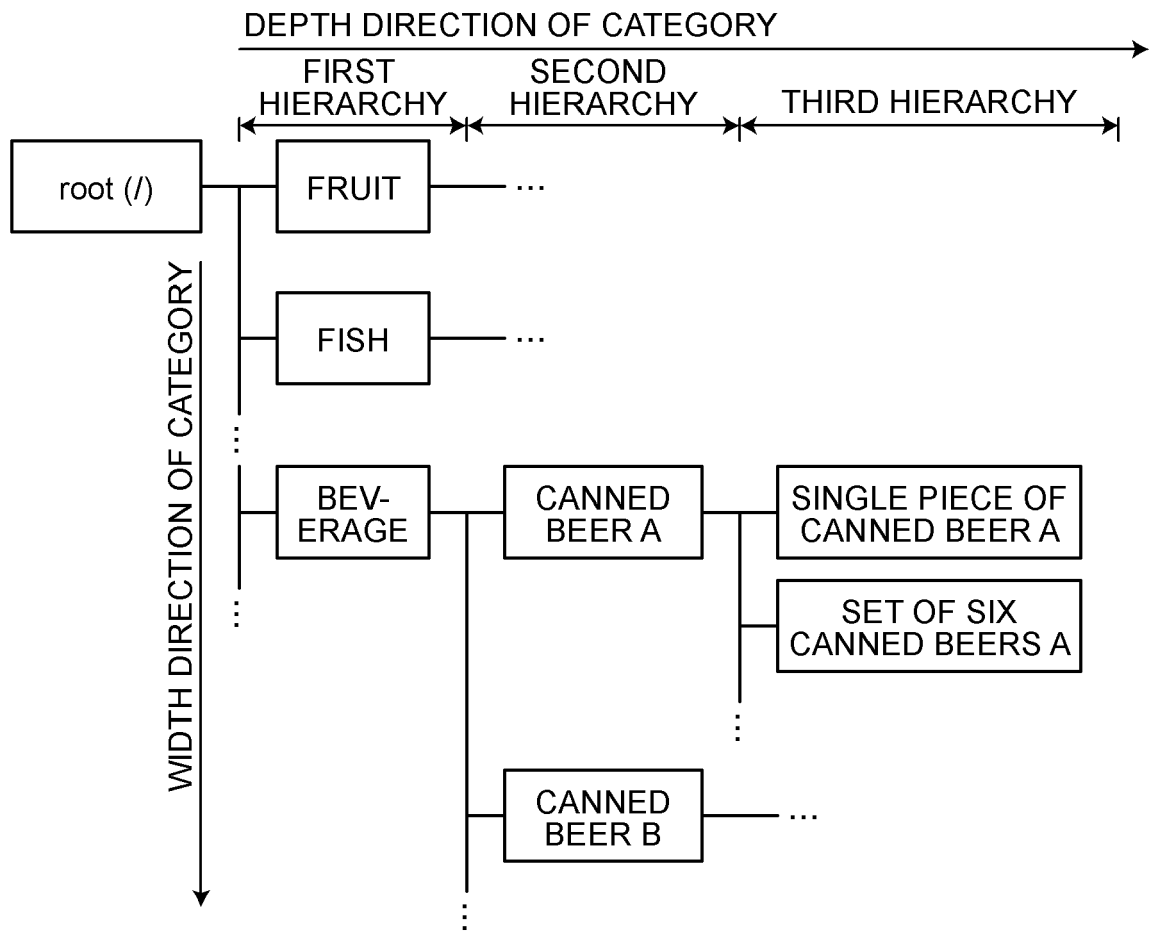 DEPTH DIRECTION OF CATEGORY
FIRST
HIERARCHY
SECOND
HIERARCHY
THIRD HIERARCHY
root (/)
FRUIT
...
WIDTH DIRECTION OF CATEGORY
FISH
...
...
BEV-
ERAGE
CANNED
BEER A
SINGLE PIECE OF
CANNED BEER A
...
SET OF SIX
CANNED BEERS A
...
CANNED
BEER B
...
...